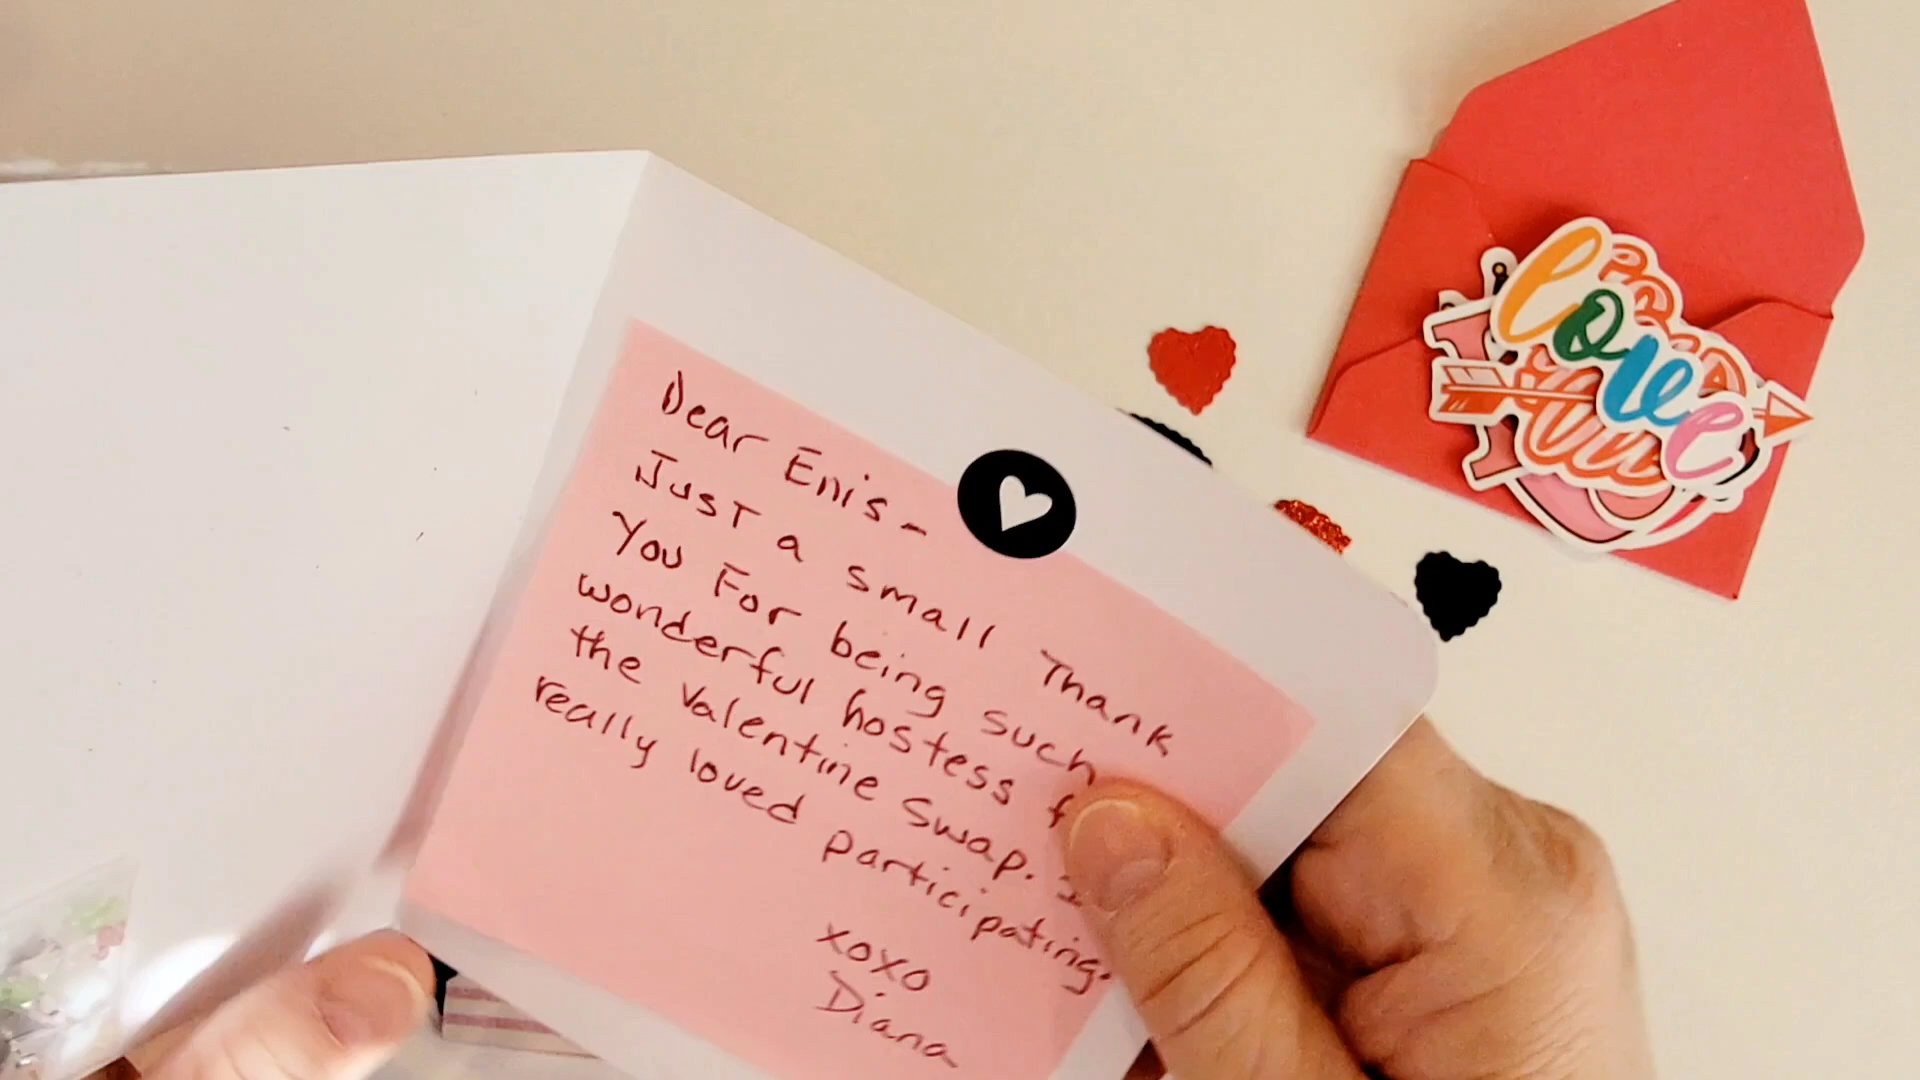 Dear Enis-
Just a small Thank
You For being such
wonderful hostess
the Valentine swap.
really loved participating.
xoxo
Diana
love